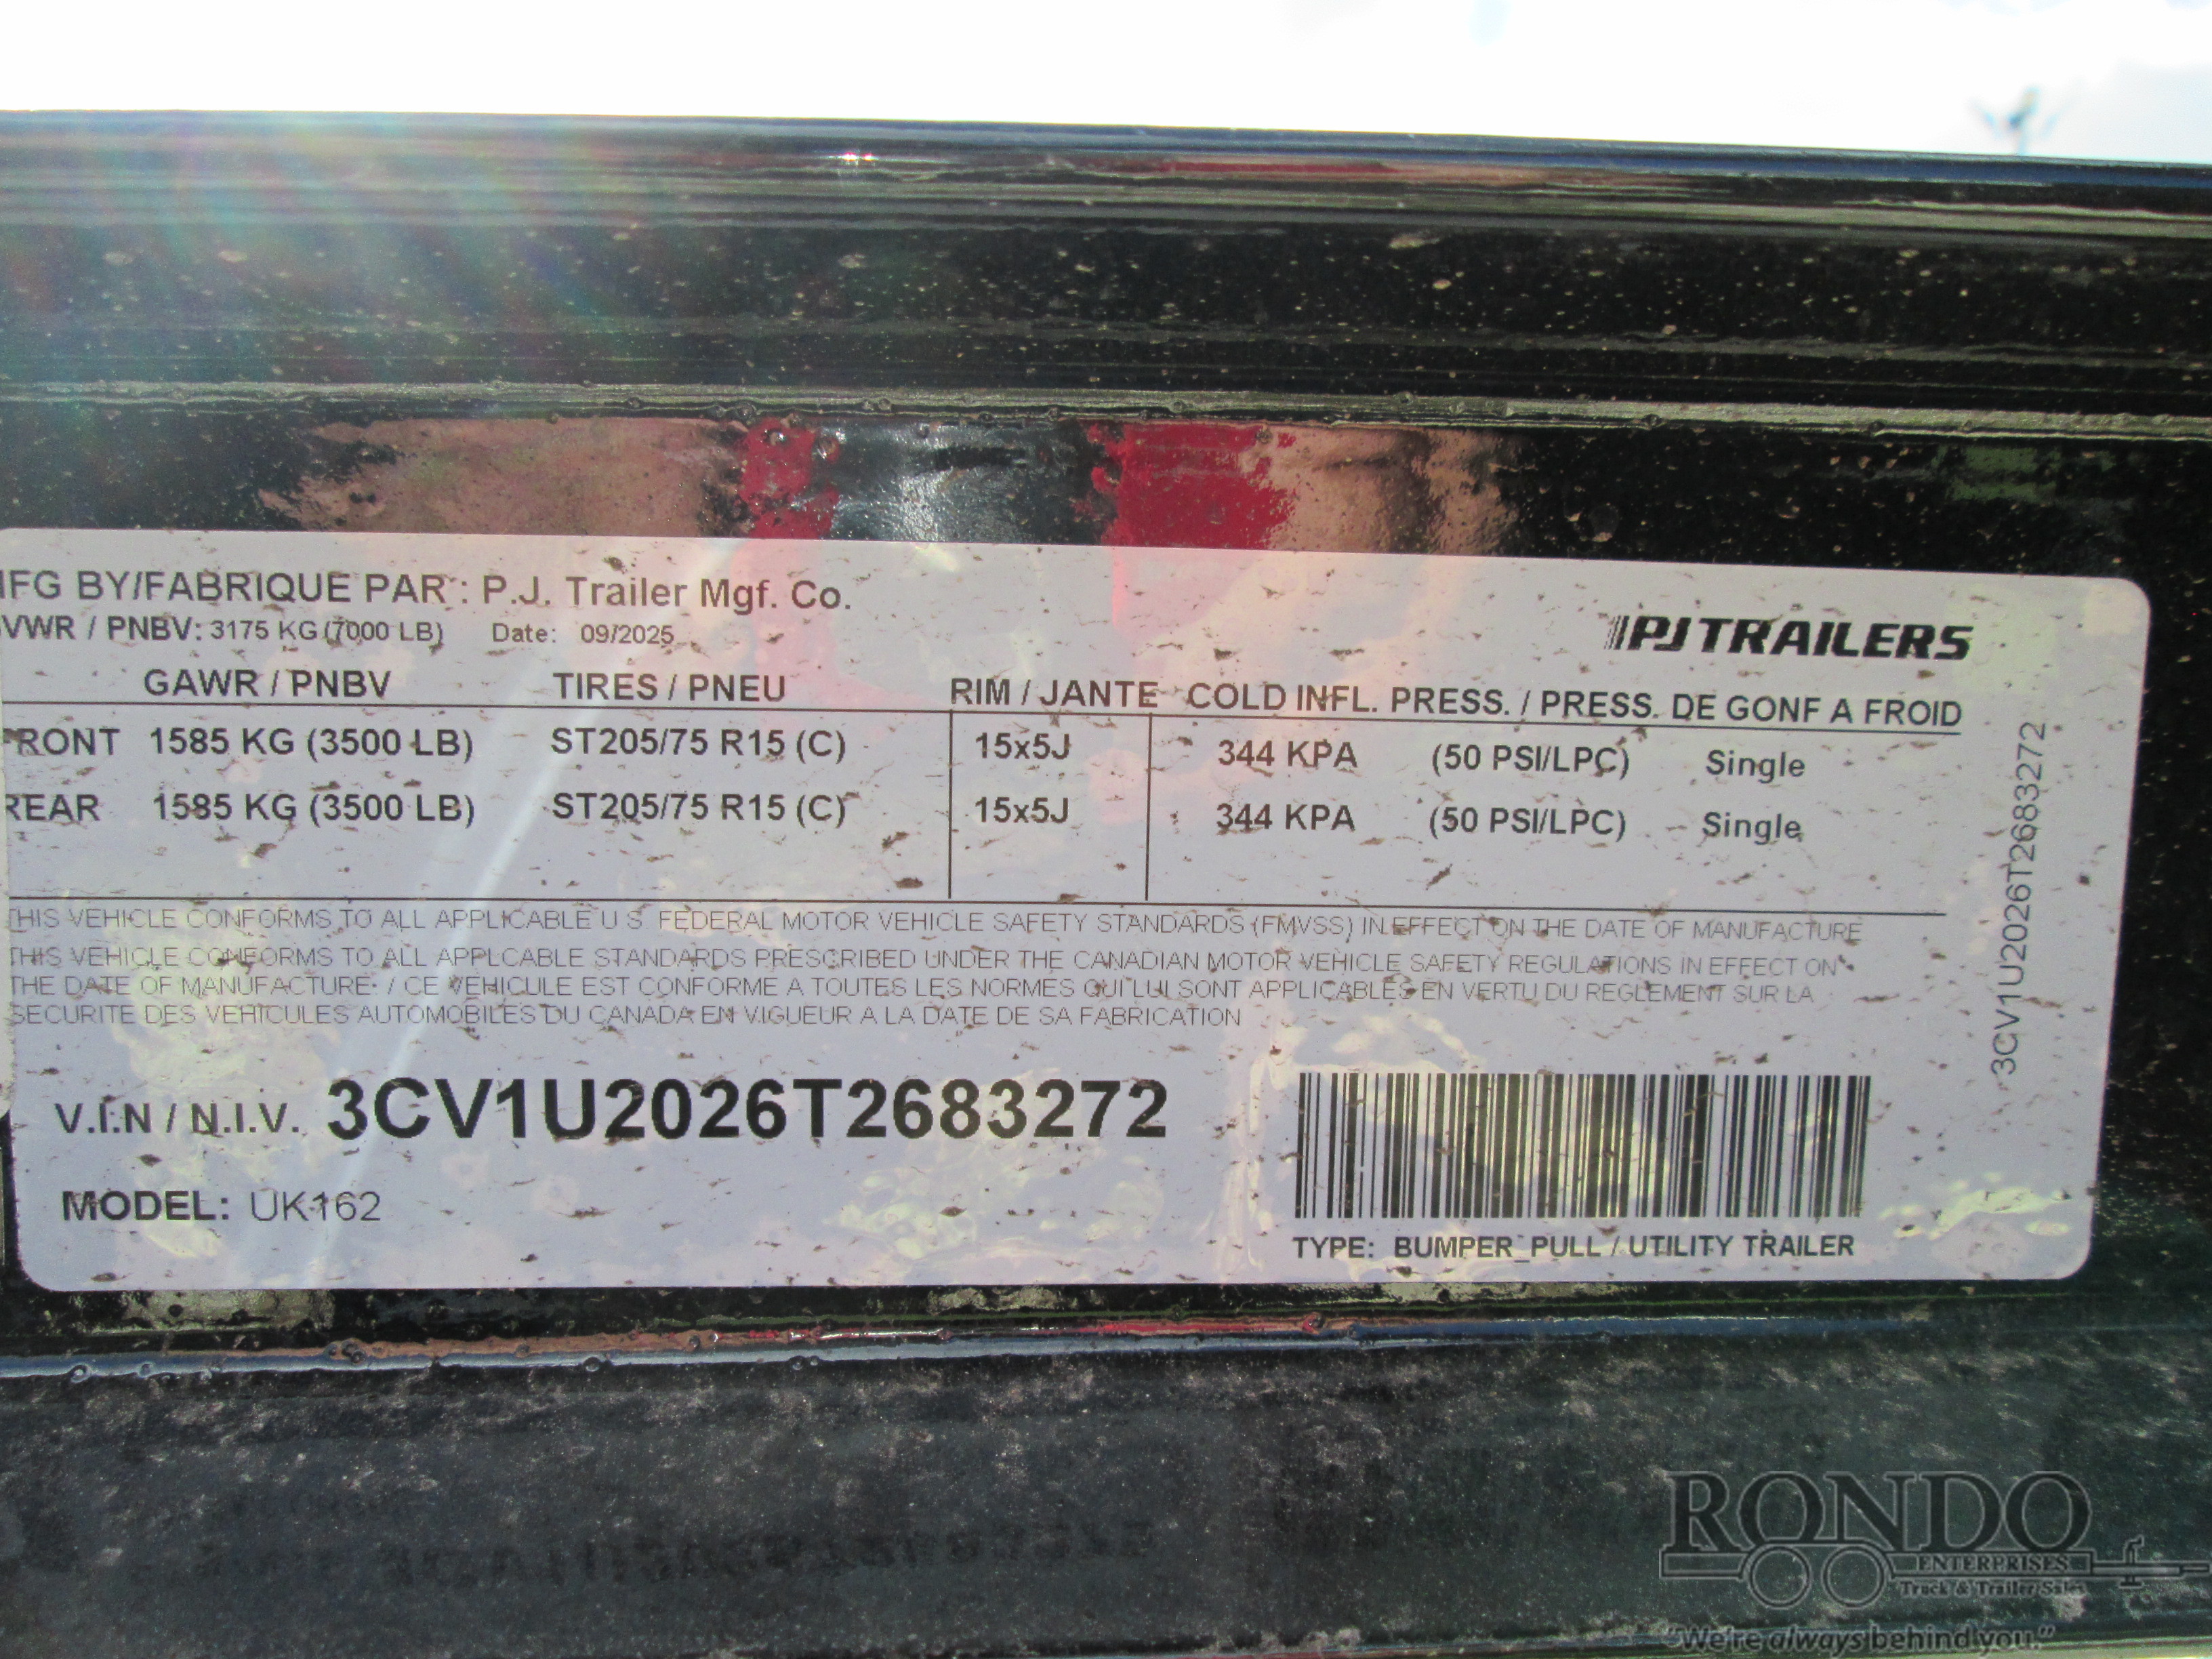 MFG BY/FABRIQUE PAR : P.J. Trailer Mgf. Co.
GVWR / PNBV: 3175 KG (7000 LB) Date: 09/2025
PJ TRAILERS
GAWR / PNBV TIRES / PNEU RIM / JANTE COLD INFL. PRESS. / PRESS. DE GONF A FROID
FRONT 1585 KG (3500 LB) ST205/75 R15 (C) 15x5J 344 KPA (50 PSI/LPC) Single
REAR 1585 KG (3500 LB) ST205/75 R15 (C) 15x5J 344 KPA (50 PSI/LPC) Single
THIS VEHICLE CONFORMS TO ALL APPLICABLE U.S. FEDERAL MOTOR VEHICLE SAFETY STANDARDS (FMVSS) IN EFFECT ON THE DATE OF MANUFACTURE
THIS VEHICLE CONFORMS TO ALL APPLCABLE STANDARDS PRESCRIBED UNDER THE CANADIAN MOTOR VEHICLE SAFETY REGULATIONS IN EFFECT ON
THE DATE OF MANUFACTURE. / CE VEHICULE EST CONFORME A TOUTES LES NORMES QUI LUI SONT APPLICABLES EN VERTU DU REGLEMENT SUR LA
SECURITE DES VEHICULES AUTOMOBILES DU CANADA EN VIGUEUR A LA DATE DE SA FABRICATION
V.I.N / N.I.V. 3CV1U2026T2683272
MODEL: UK162
TYPE: BUMPER_PULL / UTILITY TRAILER
3CV1U2026T2683272
RONDO
ENTERPRISES
Truck & Trailer Sales
"We're always behind you."